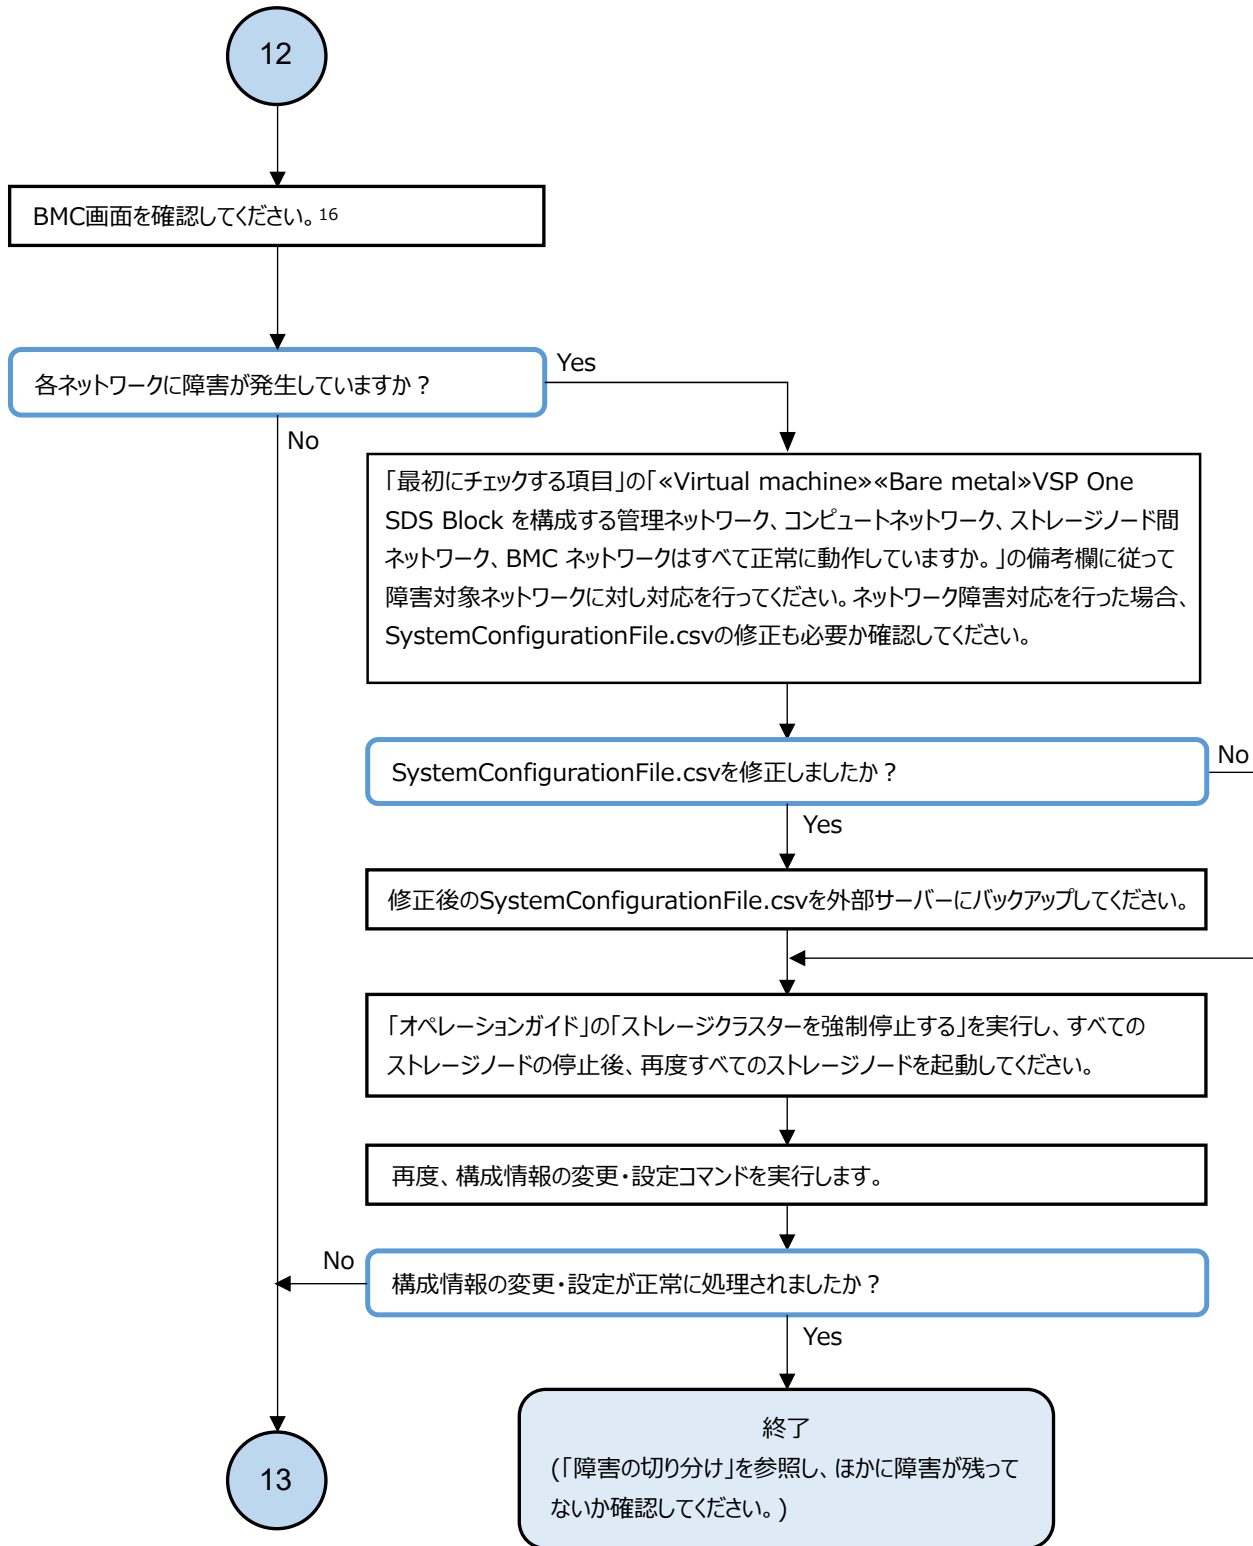 12
BMC画面を確認してください。16
各ネットワークに障害が発生していますか？
Yes
No
「最初にチェックする項目」の「«Virtual machine»«Bare metal»VSP One
SDS Block を構成する管理ネットワーク、コンピュートネットワーク、ストレージノード間
ネットワーク、BMC ネットワークはすべて正常に動作していますか。」の備考欄に従って
障害対象ネットワークに対し対応を行ってください。ネットワーク障害対応を行った場合、
SystemConfigurationFile.csvの修正も必要か確認してください。
SystemConfigurationFile.csvを修正しましたか？
No
Yes
修正後のSystemConfigurationFile.csvを外部サーバーにバックアップしてください。
「オペレーションガイド」の「ストレージクラスターを強制停止する」を実行し、すべての
ストレージノードの停止後、再度すべてのストレージノードを起動してください。
再度、構成情報の変更・設定コマンドを実行します。
No
構成情報の変更・設定が正常に処理されましたか？
Yes
13
終了
(「障害の切り分け」を参照し、ほかに障害が残って
ないか確認してください。)